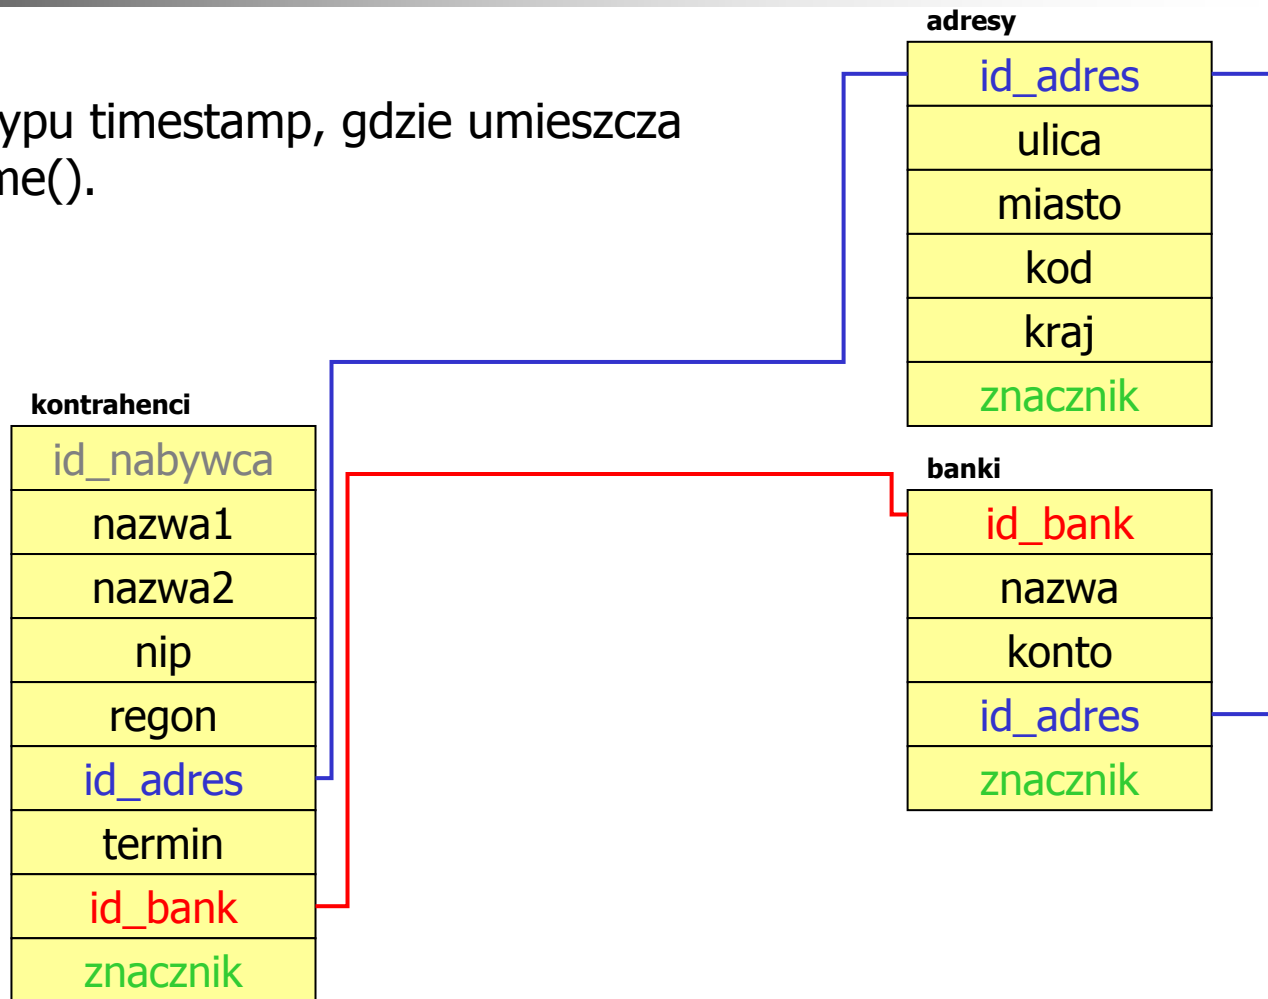 ypu timestamp, gdzie umieszcza
me().
adresy
id_adres
ulica
miasto
kod
kraj
znacznik
kontrahenci
id_nabywca
nazwa1
nazwa2
nip
regon
id_adres
termin
id_bank
znacznik
banki
id_bank
nazwa
konto
id_adres
znacznik